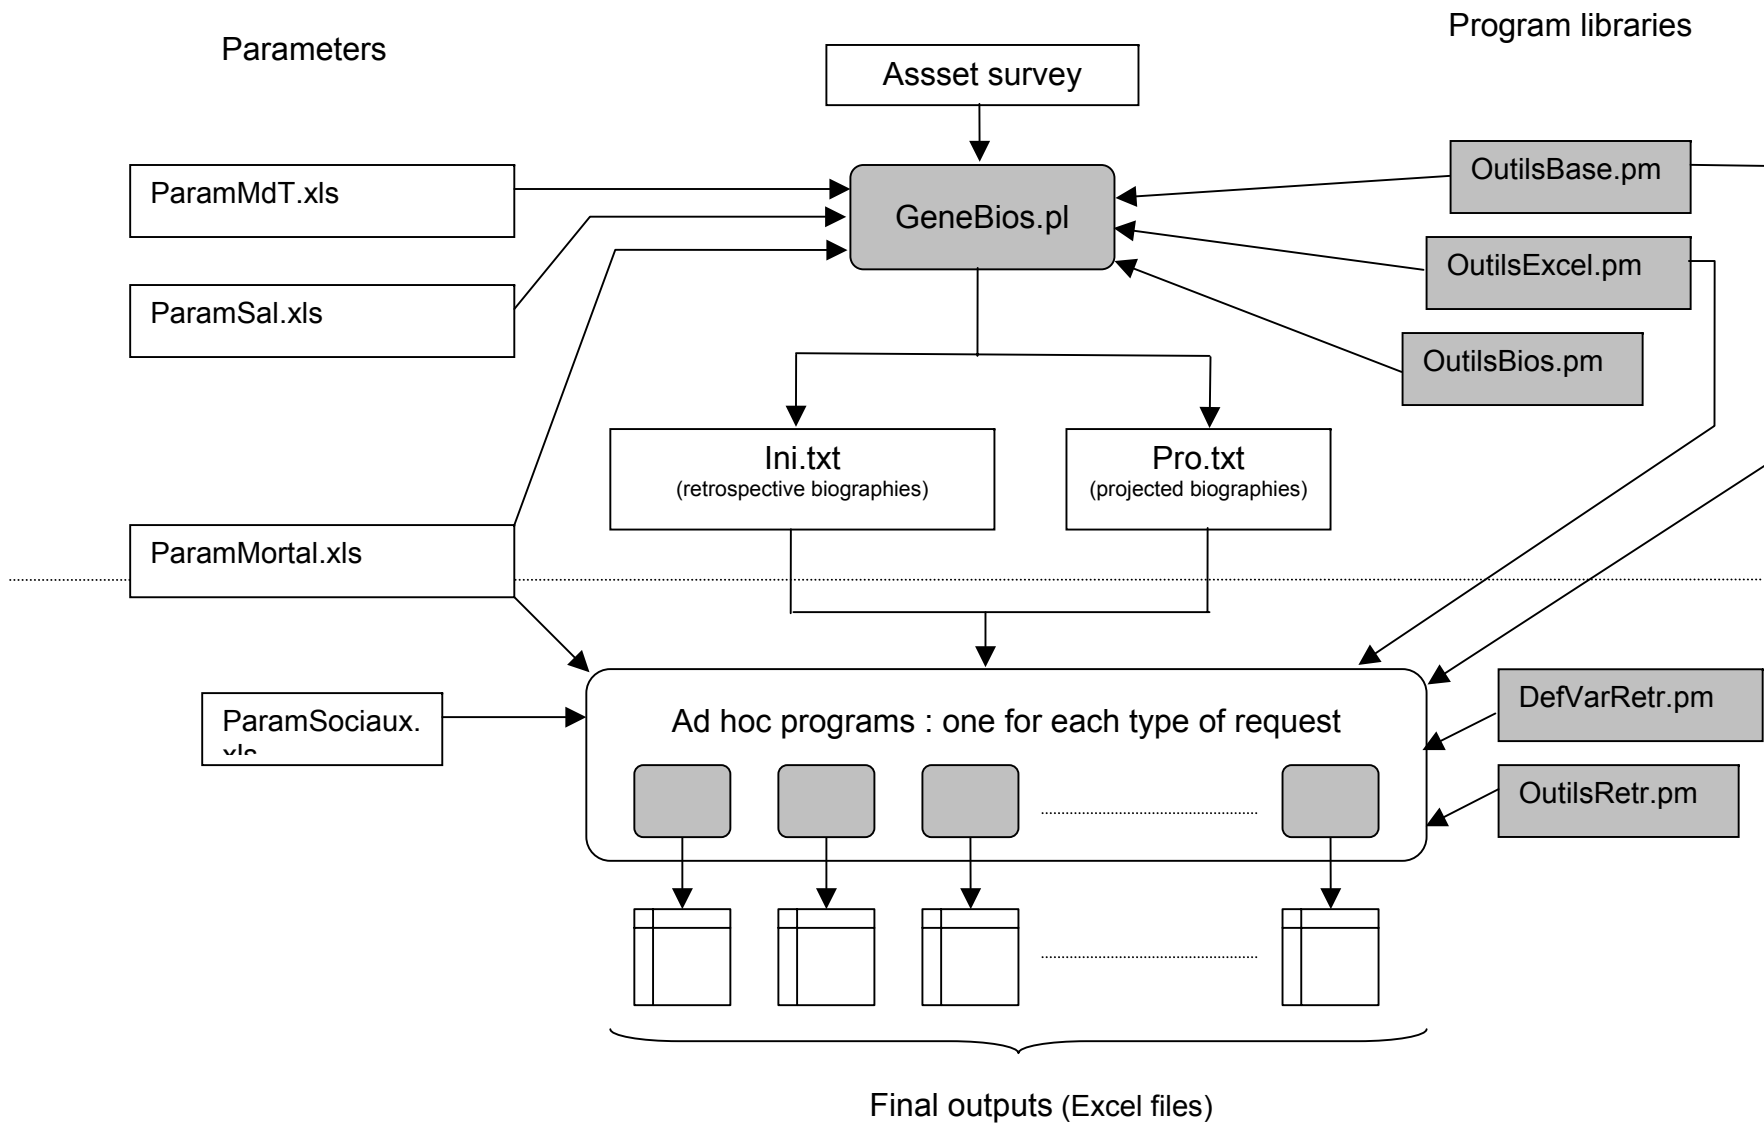 Parameters
Program libraries
Assset survey
ParamMdT.xls
GeneBios.pl
OutilsBase.pm
OutilsExcel.pm
ParamSal.xls
OutilsBios.pm
Ini.txt
(retrospective biographies)
Pro.txt
(projected biographies)
ParamMortal.xls
ParamSociaux.
xls
Ad hoc programs : one for each type of request
DefVarRetr.pm
OutilsRetr.pm
Final outputs (Excel files)